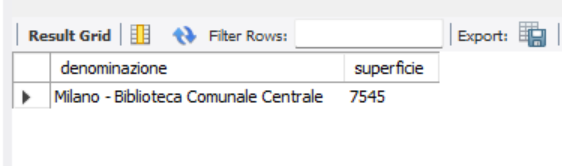 Result Grid Filter Rows: Export:
denominazione superficie
Milano - Biblioteca Comunale Centrale 7545